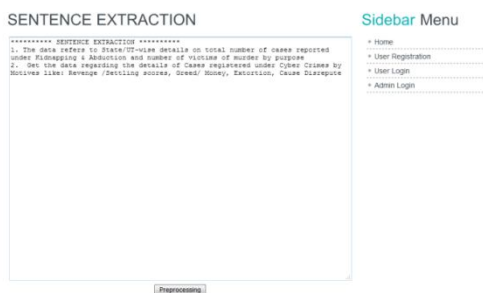 SENTENCE EXTRACTION
********** SENTENCE EXTRACTION **********
1. The data refers to State/UT-wise details on total number of cases reported
under Kidnapping & Abduction and number of victims of murder by purpose
2.  Get the data regarding the details of Cases registered under Cyber Crimes by
Motives like: Revenge /Settling scores, Greed/ Money, Extortion, Cause Disrepute
Preprocessing
Sidebar Menu
Home
User Registration
User Login
Admin Login